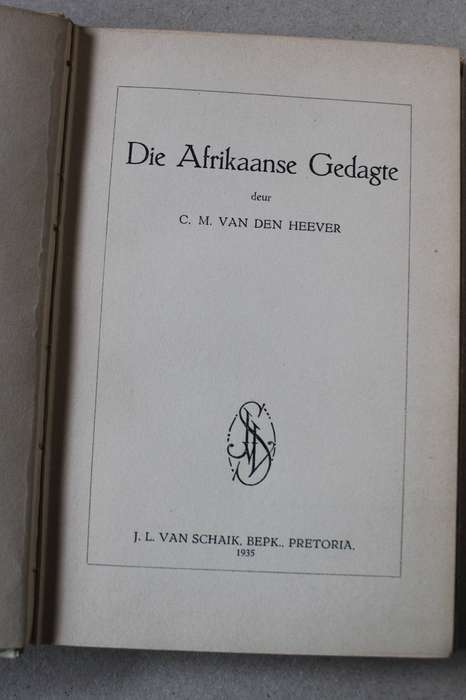 Die Afrikaanse Gedagte
deur
C. M. VAN DEN HEEVER
J. L. VAN SCHAIK, BEPK., PRETORIA.
1935